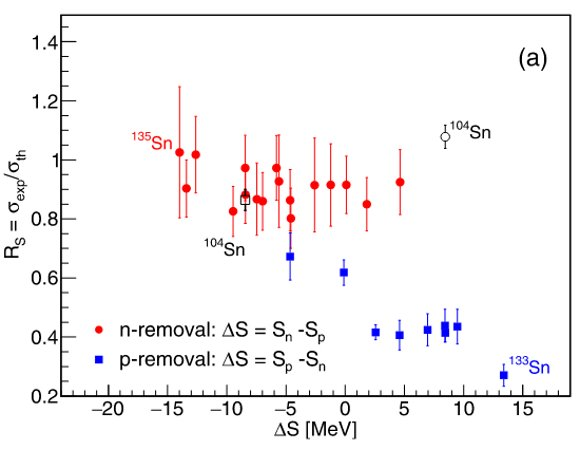 (a)
1.4
1.2
1
0.8
0.6
0.4
0.2
R_S = σ_exp/σ_th
¹³⁵Sn
¹⁰⁴Sn
¹⁰⁴Sn
n-removal: ΔS = S_n -S_p
p-removal: ΔS = S_p -S_n
¹³³Sn
−20 −15 −10 −5 0 5 10 15
ΔS [MeV]